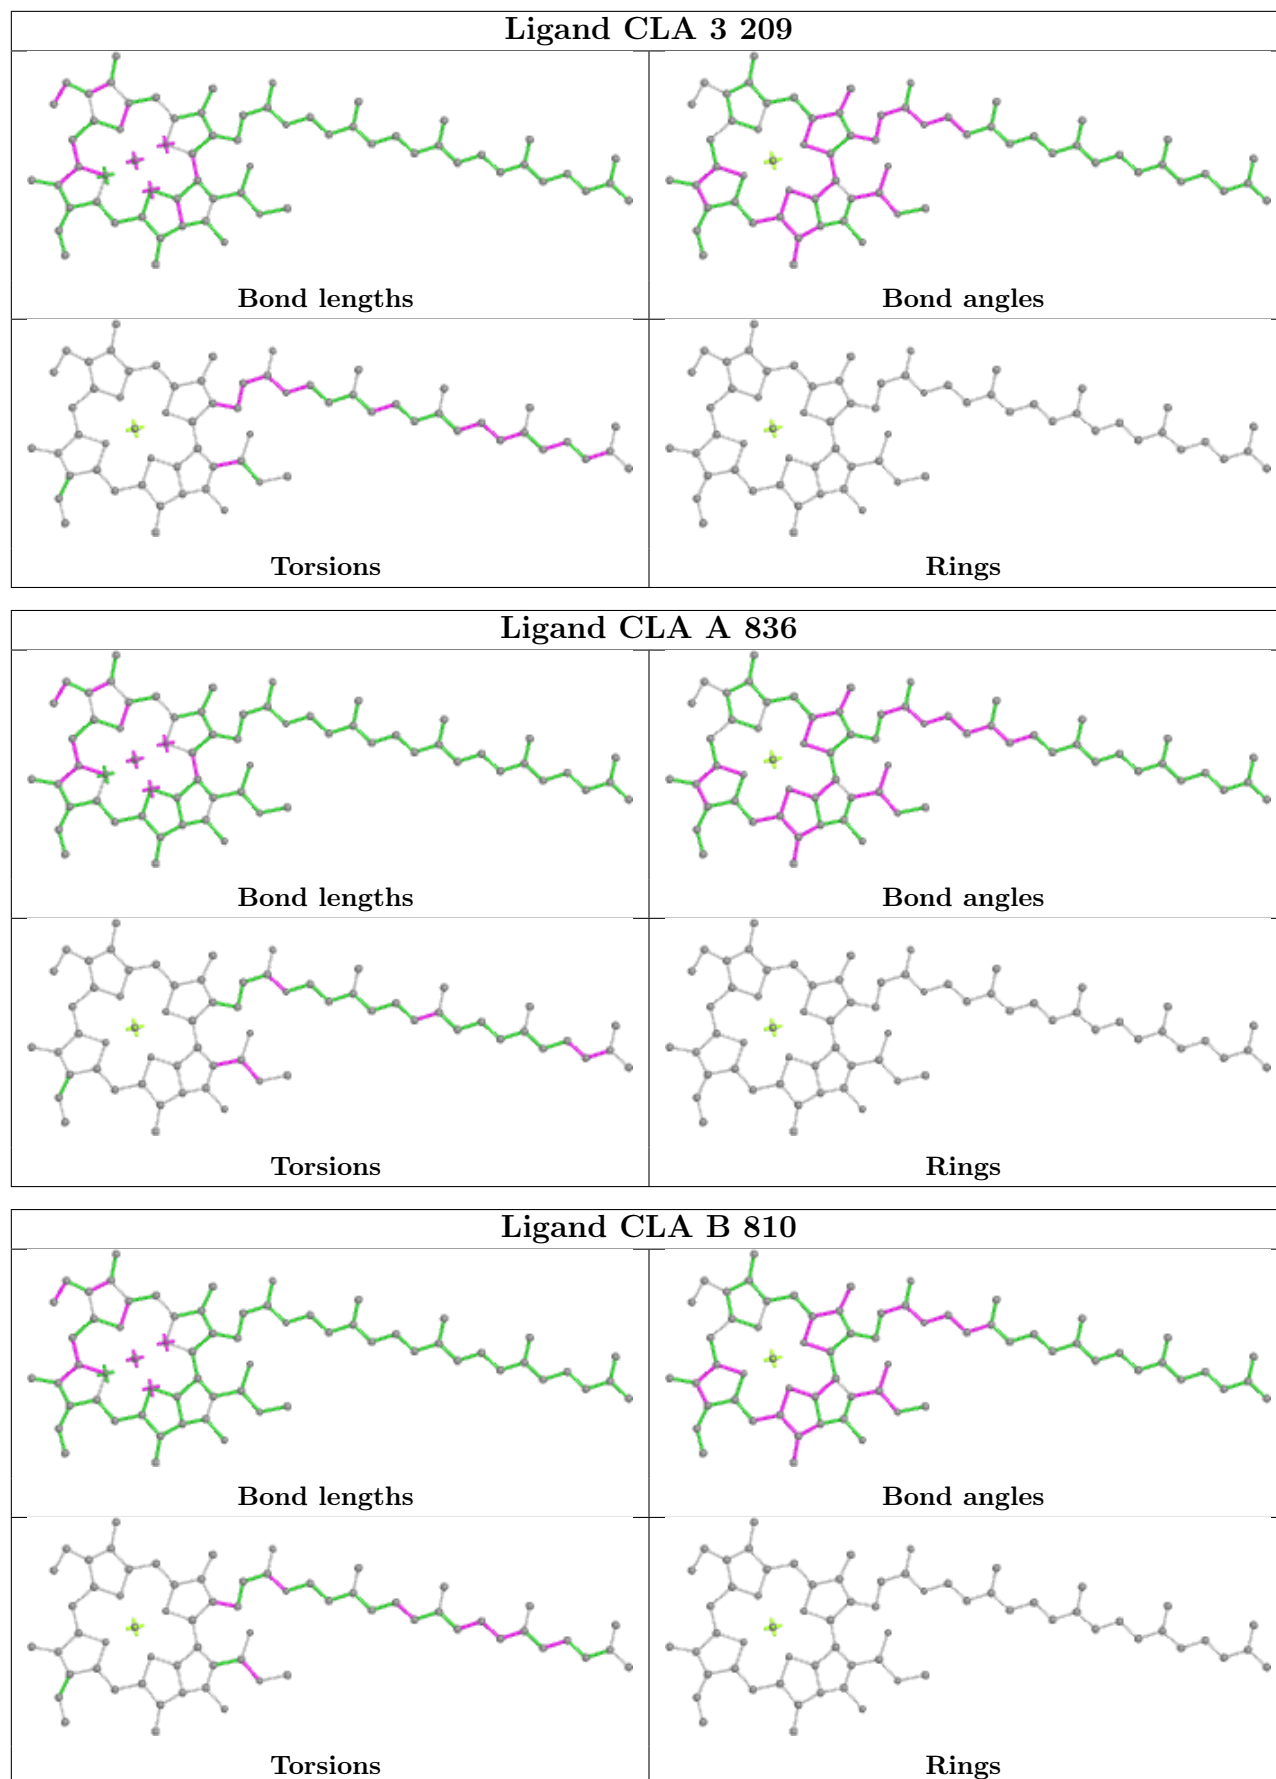 Ligand CLA 3 209
Bond lengths
Bond angles
Torsions
Rings
Ligand CLA A 836
Bond lengths
Bond angles
Torsions
Rings
Ligand CLA B 810
Bond lengths
Bond angles
Torsions
Rings